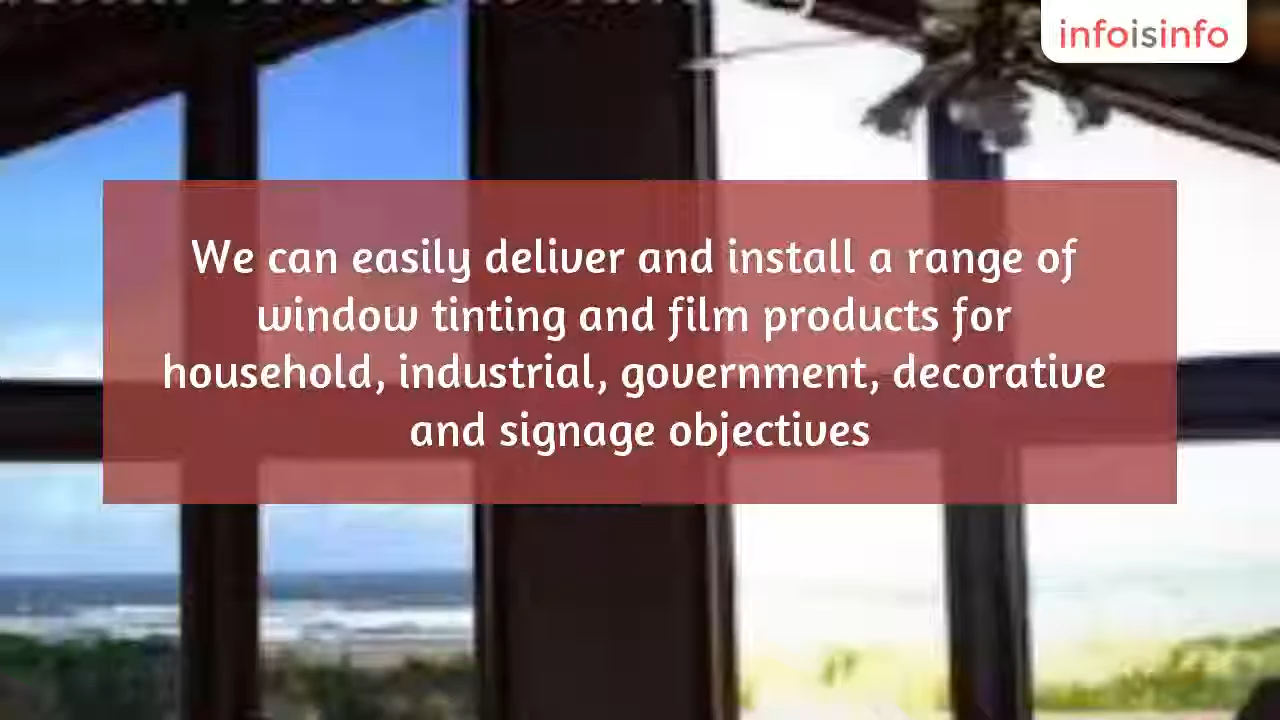 infoisinfo
We can easily deliver and install a range of
window tinting and film products for
household, industrial, government, decorative
and signage objectives